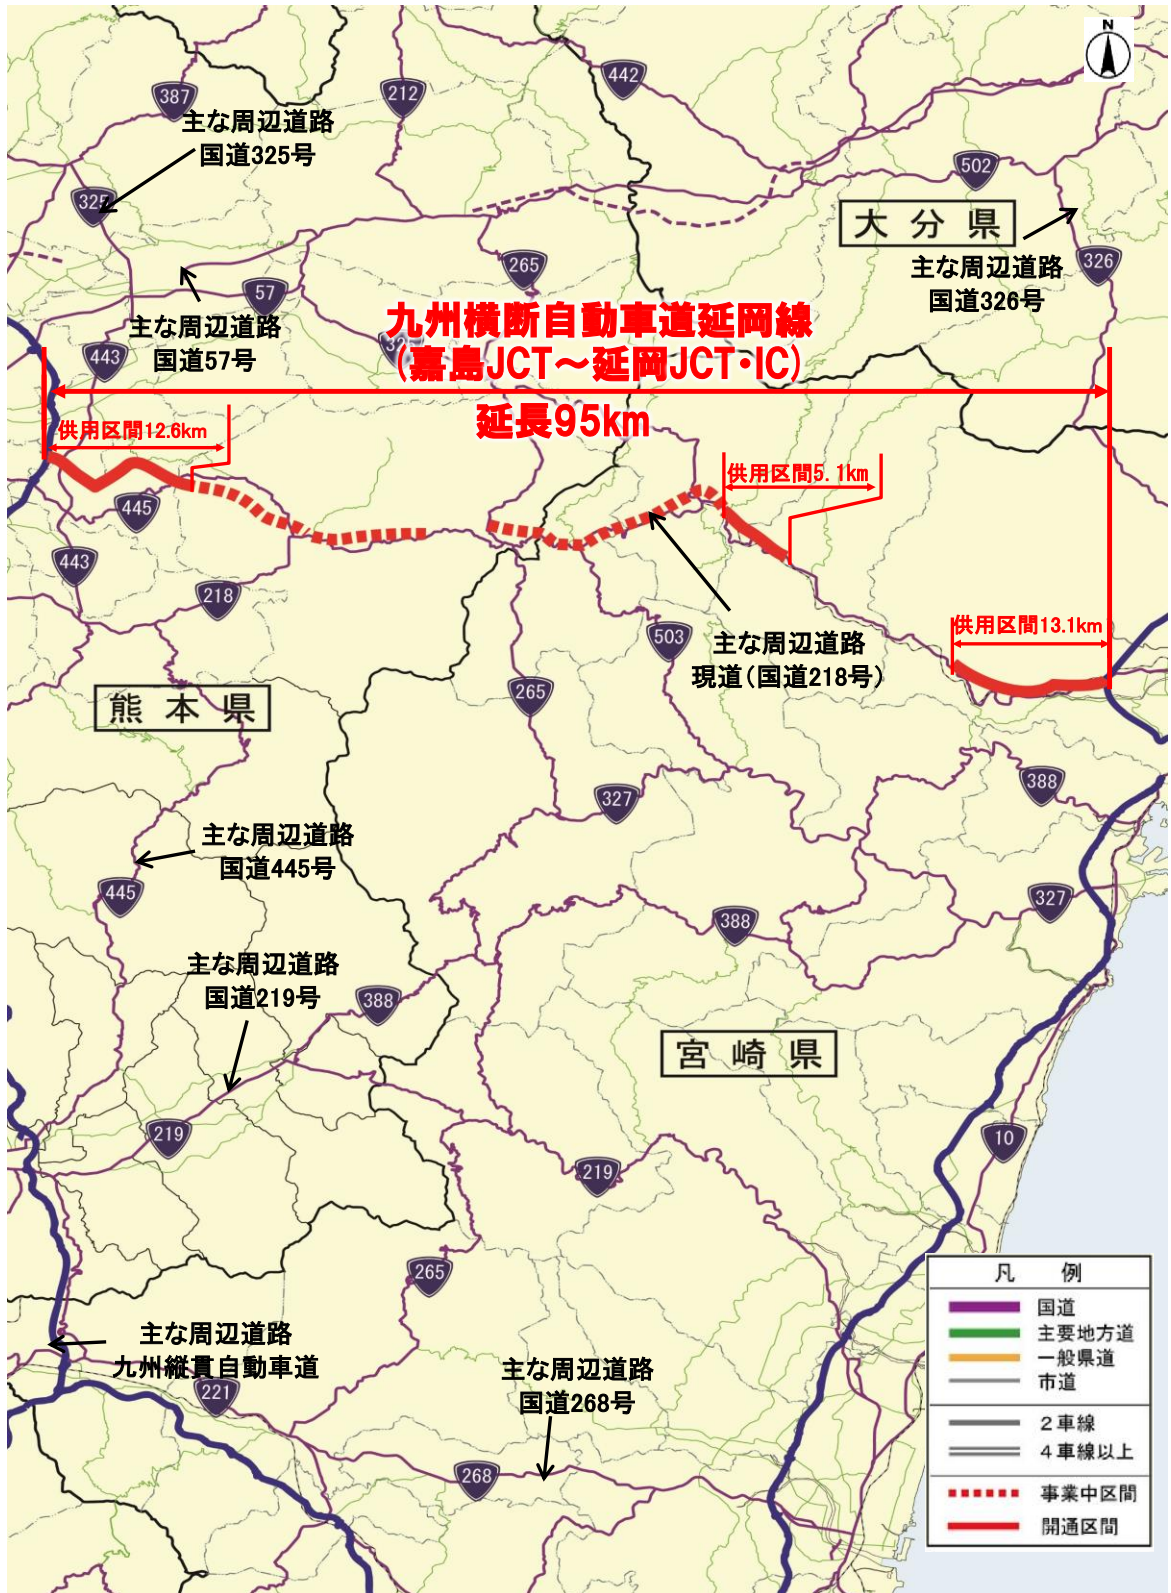 N
442
387
212
主な周辺道路
国道325号
502
325
大分県
265
326
主な周辺道路
国道326号
57
九州横断自動車道延岡線
主な周辺道路
国道57号
443
(嘉島JCT～延岡JCT・IC)
延長95km
供用区間12.6km
供用区間5.1km
445
443
218
供用区間13.1km
503
主な周辺道路
現道(国道218号)
265
熊本県
388
327
主な周辺道路
国道445号
445
327
388
主な周辺道路
国道219号
388
宮崎県
219
10
219
265
凡例
国道
主要地方道
一般県道
市道
2車線
4車線以上
事業中区間
開通区間
主な周辺道路
九州縦貫自動車道
主な周辺道路
国道268号
221
268